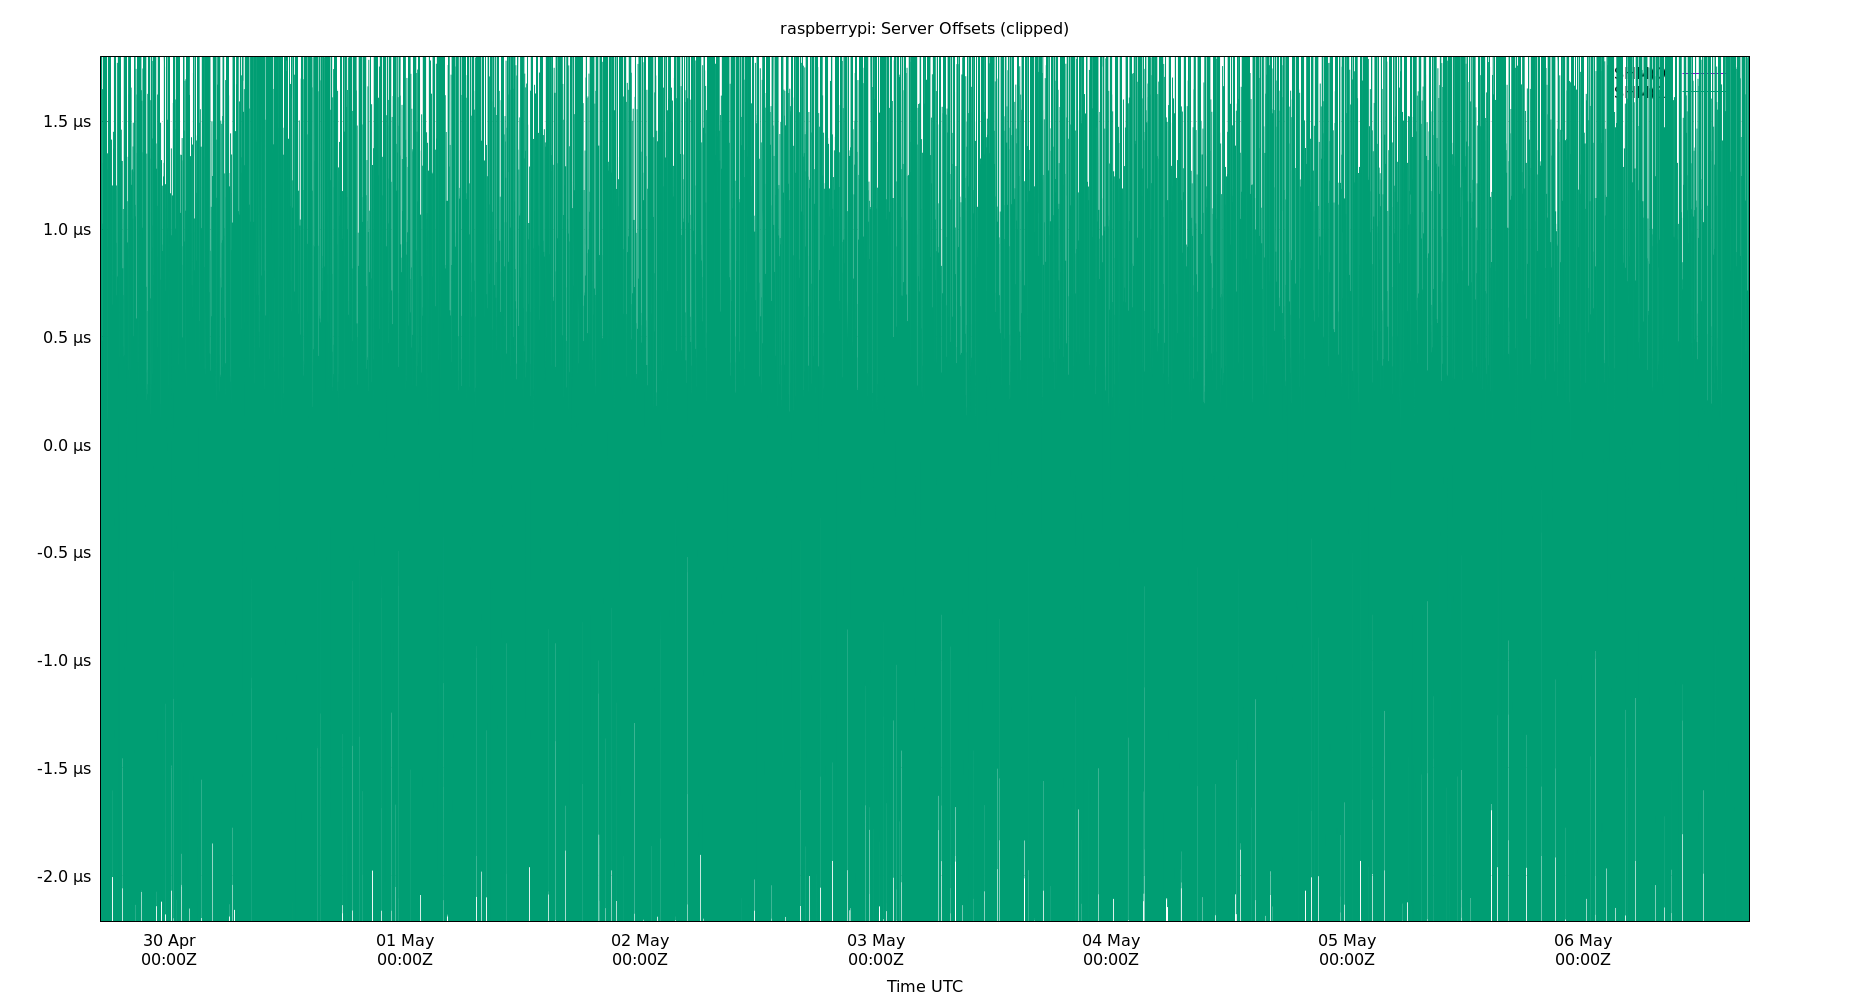 raspberrypi: Server Offsets (clipped)
1.5 µs
1.0 µs
0.5 µs
0.0 µs
-0.5 µs
-1.0 µs
-1.5 µs
-2.0 µs
30 Apr 01 May 02 May 03 May 04 May 05 May 06 May
00:00Z 00:00Z 00:00Z 00:00Z 00:00Z 00:00Z 00:00Z
Time UTC